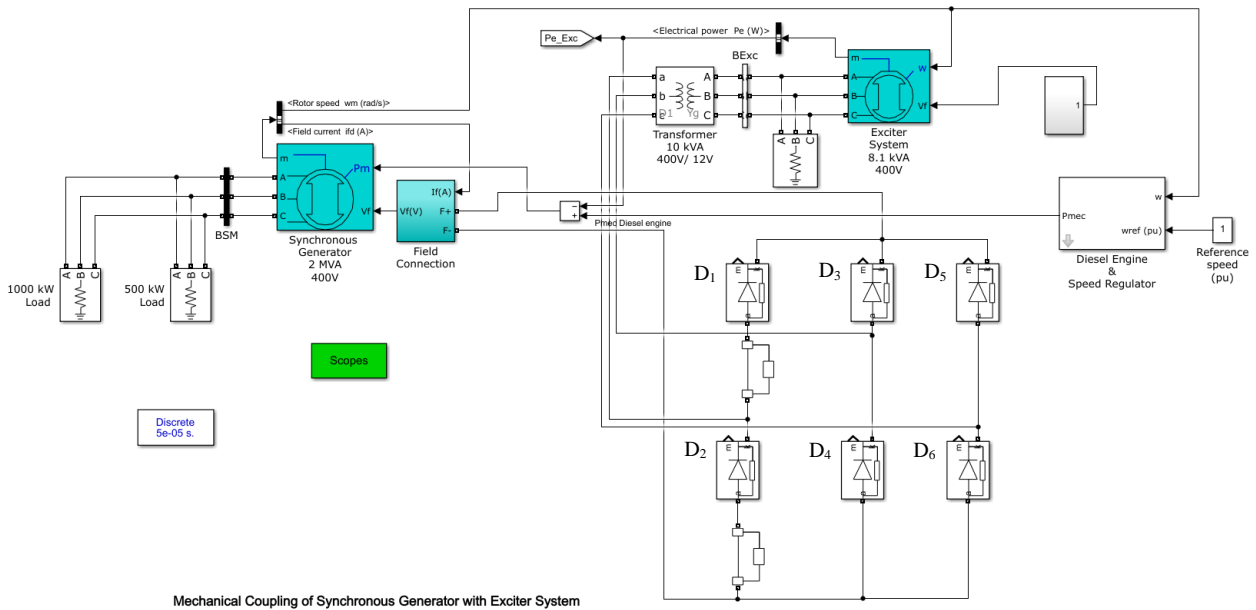 Pe_Exc
<Electrical power Pe (W)>
BExc
m
w
A
B
C
Vf
Exciter
System
8.1 kVA
400V
1
a
b
c
A
B
C
D1 Yg
Transformer
10 kVA
400V/ 12V
A B C
<Rotor speed wm (rad/s)>
<Field current ifd (A)>
m
Pm
A
B
C
Vf
Synchronous
Generator
2 MVA
400V
BSM
If(A)
Vf(V)
F+
F-
Field
Connection
−
+
Pmec Diesel engine
w
Pmec
wref (pu)
Diesel Engine
&
Speed Regulator
1
Reference
speed
(pu)
A B C
1000 kW
Load
A B C
500 kW
Load
D1
m
k
a
D3
m
k
a
D5
m
k
a
Scopes
Discrete
5e-05 s.
D2
m
k
a
D4
m
k
a
D6
m
k
a
Mechanical Coupling of Synchronous Generator with Exciter System